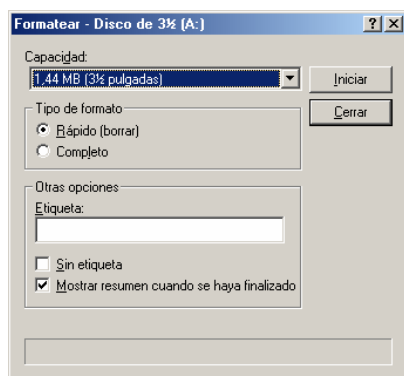 Formatear - Disco de 3½ (A:)
Capacidad:
1,44 MB (3½ pulgadas)
Iniciar
Cerrar
Tipo de formato
Rápido (borrar)
Completo
Otras opciones
Etiqueta:
Sin etiqueta
Mostrar resumen cuando se haya finalizado